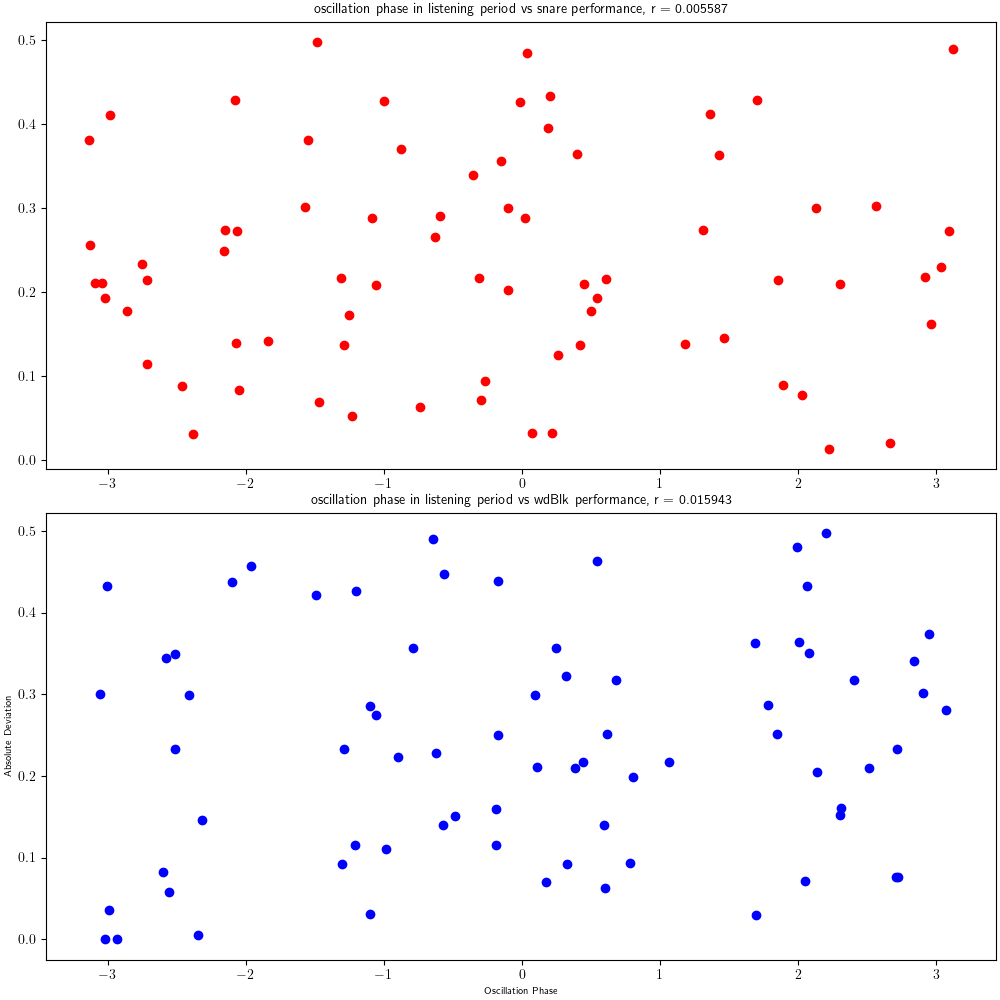 oscillation phase in listening period vs snare performance, r = 0.005587
0.5
0.4
0.3
0.2
0.1
0.0
−3 −2 −1 0 1 2 3
oscillation phase in listening period vs wdBlk performance, r = 0.015943
0.5
0.4
0.3
0.2
0.1
0.0
Absolute Deviation
−3 −2 −1 0 1 2 3
Oscillation Phase